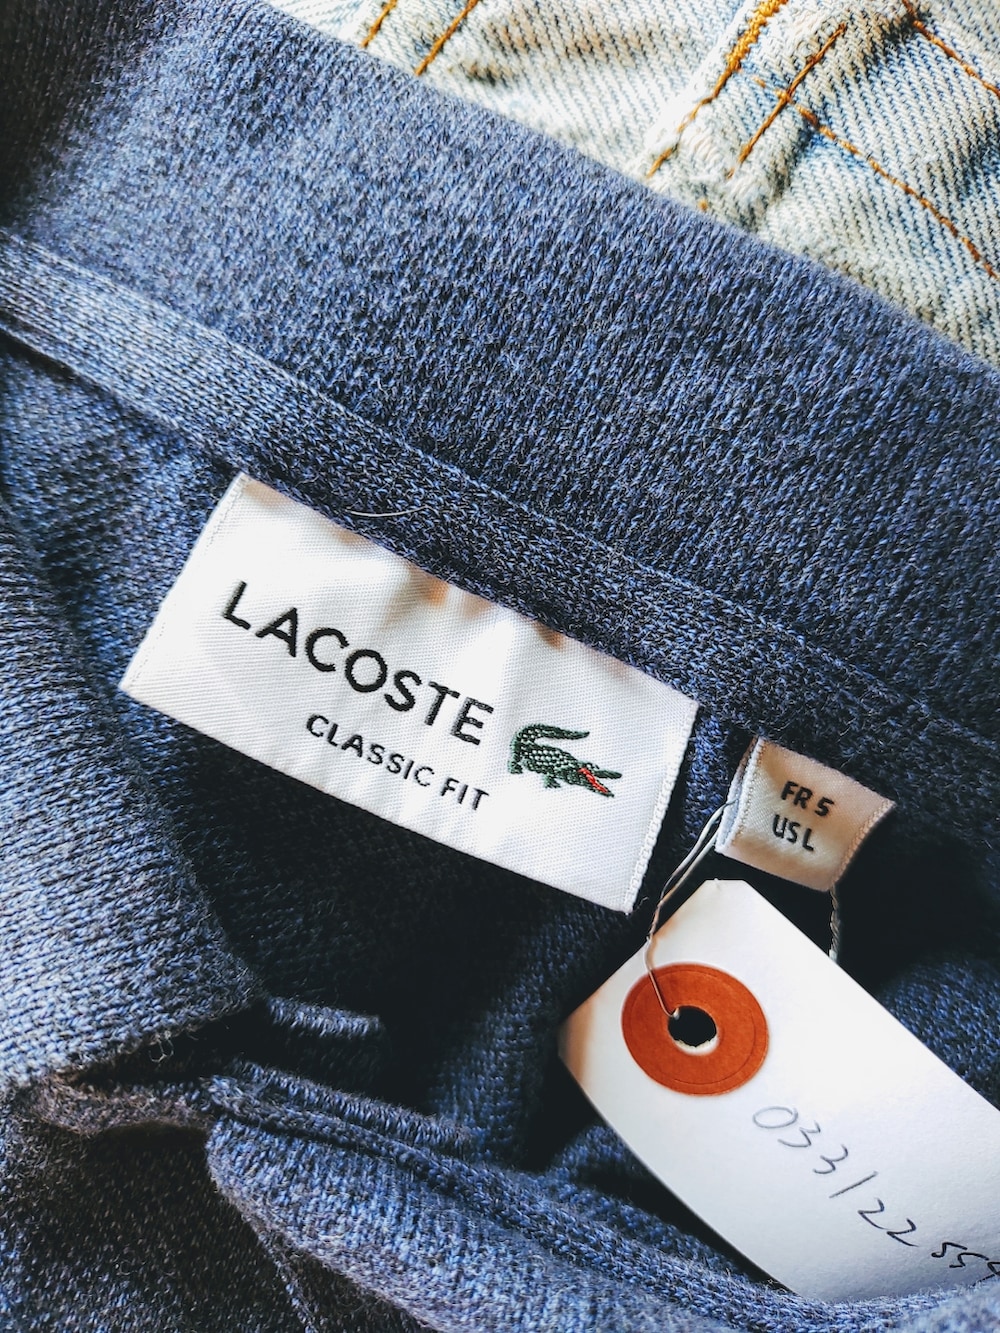 LACOSTE
CLASSIC FIT
FR 5
US L
033/22